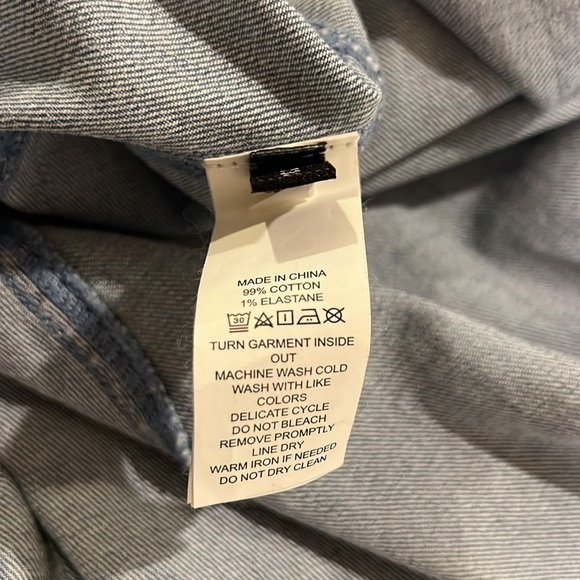 MADE IN CHINA
99% COTTON
1% ELASTANE
30
TURN GARMENT INSIDE
OUT
MACHINE WASH COLD
WASH WITH LIKE
COLORS
DELICATE CYCLE
DO NOT BLEACH
REMOVE PROMPTLY
LINE DRY
WARM IRON IF NEEDED
DO NOT DRY CLEAN